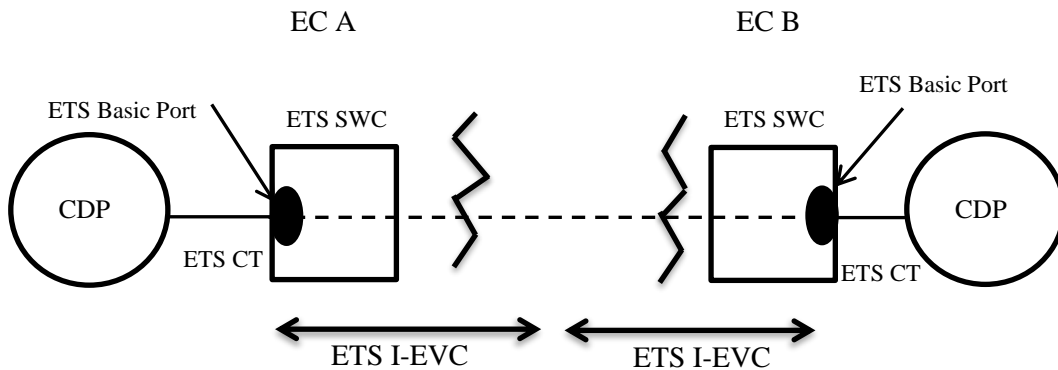 EC A
EC B
ETS Basic Port
ETS Basic Port
ETS SWC
ETS SWC
CDP
CDP
ETS CT
ETS CT
ETS I-EVC
ETS I-EVC